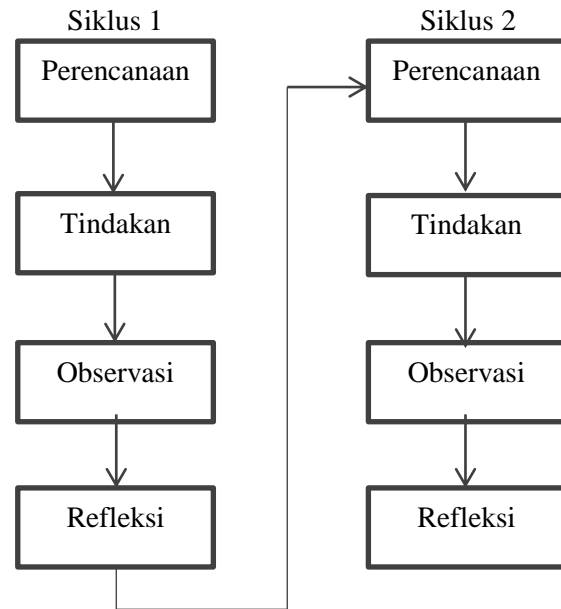 Siklus 1
Perencanaan
Tindakan
Observasi
Refleksi
Siklus 2
Perencanaan
Tindakan
Observasi
Refleksi